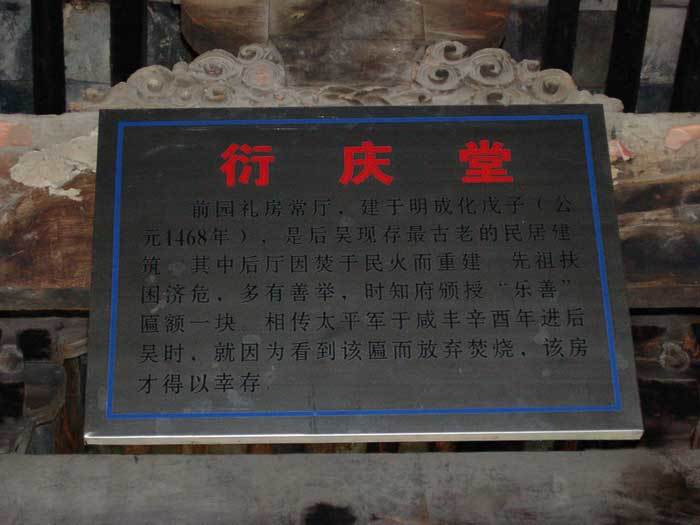 衍庆堂
前园礼房常厅，建于明成化戊子（公
元1468年），是后吴现存最古老的民居建
筑 其中后厅因焚于民火而重建 先祖扶
困济危，多有善举，时知府颁授“乐善”
匾额一块 相传太平军于咸丰辛酉年进后
吴时，就因为看到该匾而放弃焚烧，该房
才得以幸存